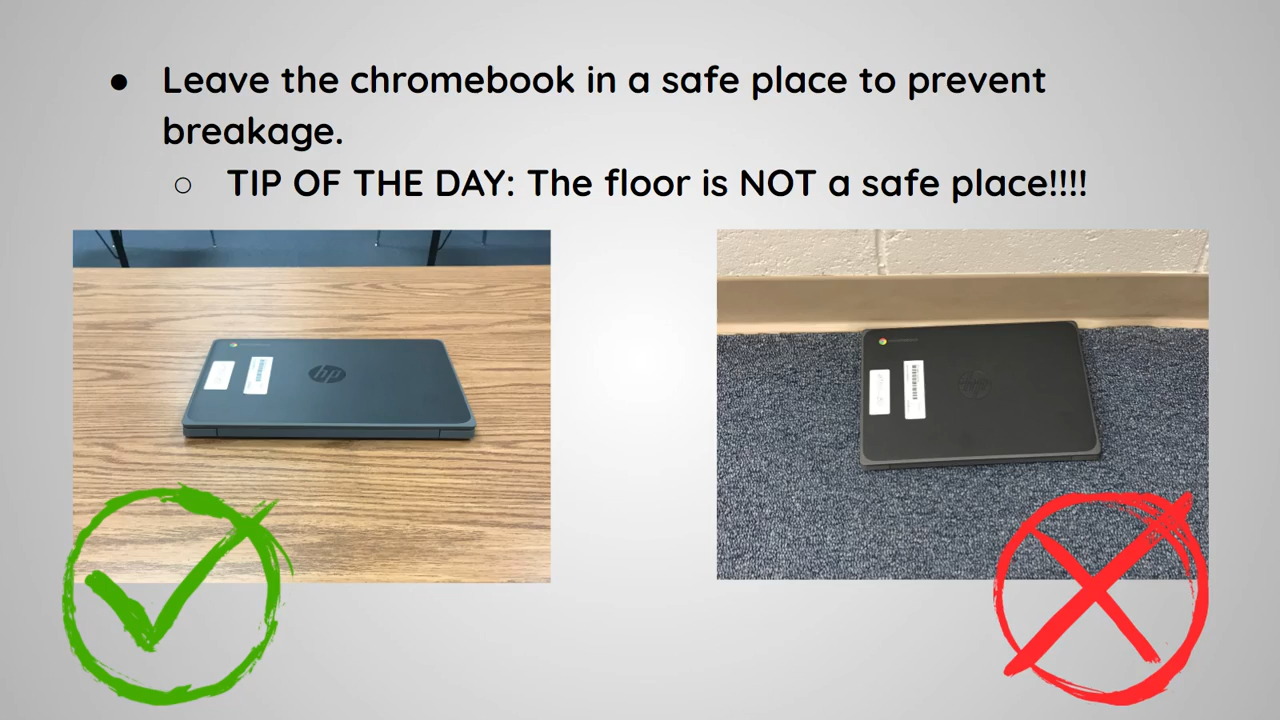 ● Leave the chromebook in a safe place to prevent
breakage.
○ TIP OF THE DAY: The floor is NOT a safe place!!!!
hp